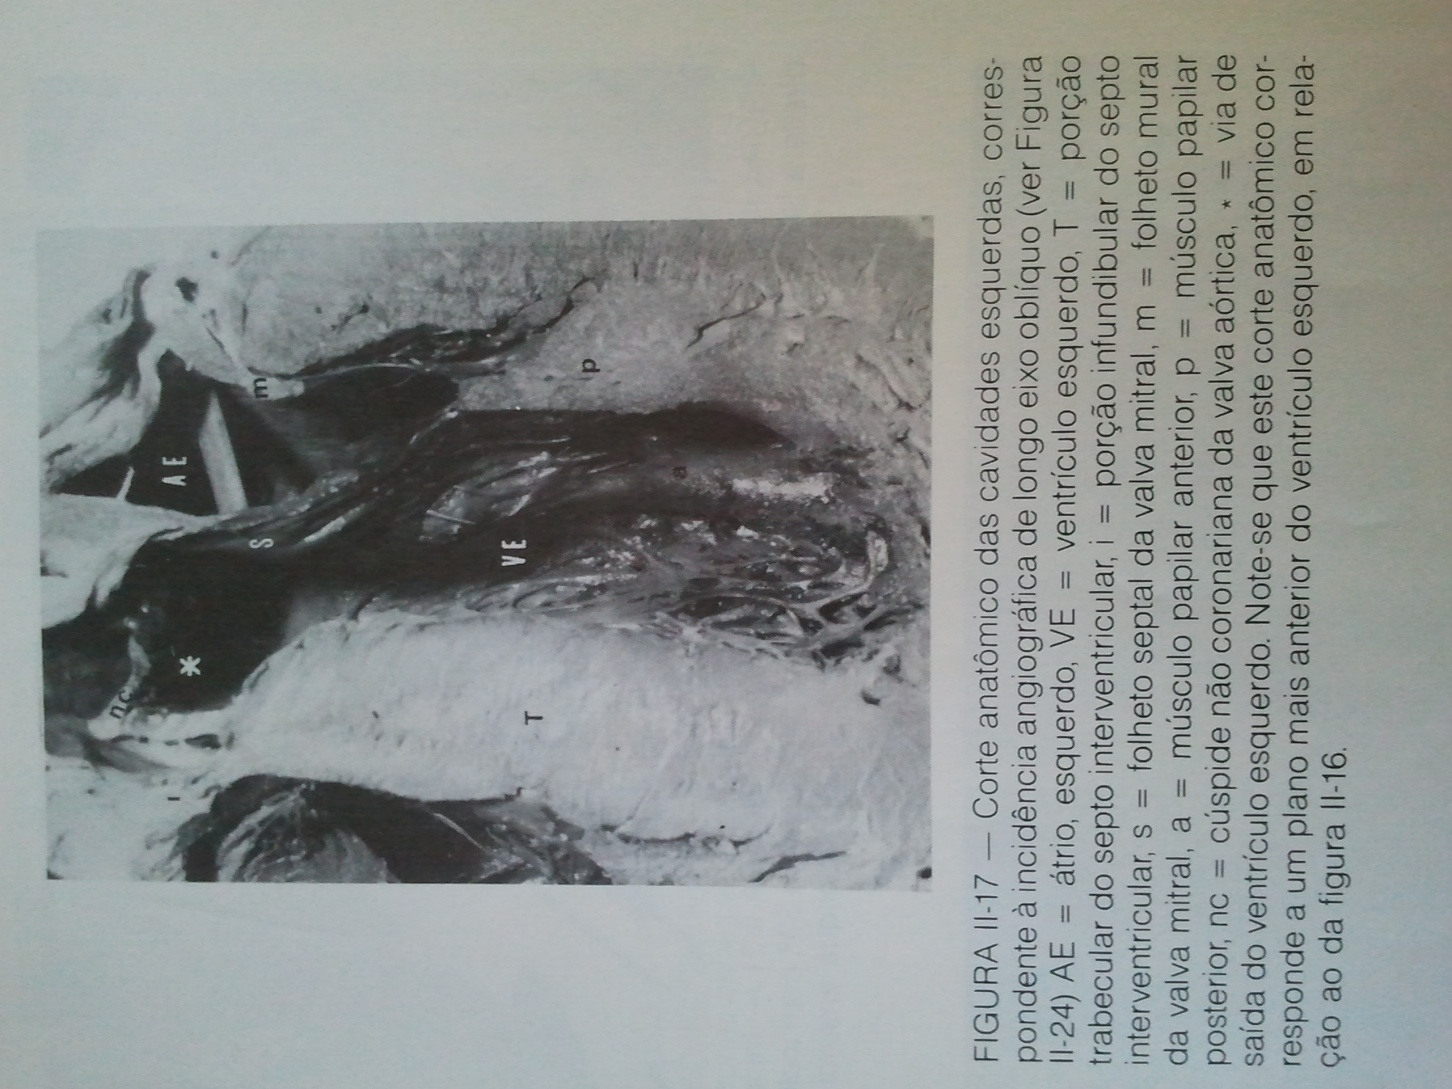 AE
m
S
nc
*
VE
p
a
T
i
FIGURA II-17 — Corte anatômico das cavidades esquerdas, corres-
pondente à incidência angiográfica de longo eixo oblíquo (ver Figura
II-24) AE = átrio, esquerdo, VE = ventrículo esquerdo, T = porção
trabecular do septo interventricular, i = porção infundibular do septo
interventricular, s = folheto septal da valva mitral, m = folheto mural
da valva mitral, a = músculo papilar anterior, p = músculo papilar
posterior, nc = cúspide não coronariana da valva aórtica, * = via de
saída do ventrículo esquerdo. Note-se que este corte anatômico cor-
responde a um plano mais anterior do ventrículo esquerdo, em rela-
ção ao da figura II-16.